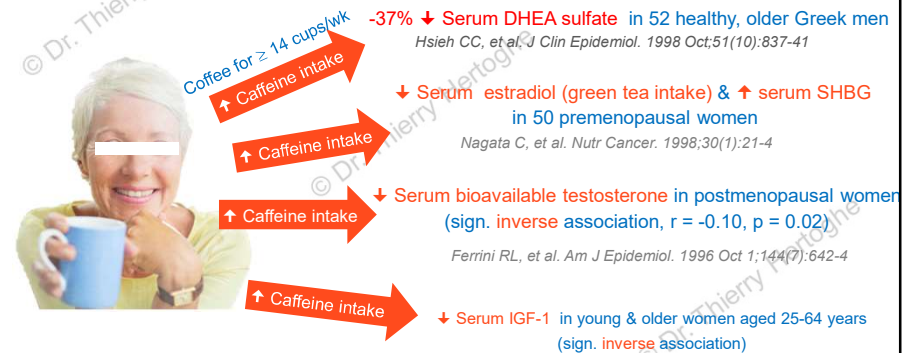 -37% ↓ Serum DHEA sulfate in 52 healthy, older Greek men
Hsieh CC, et al, J Clin Epidemiol. 1998 Oct;51(10):837-41
Coffee for ≥ 14 cups/wk
↑ Caffeine intake
↓ Serum estradiol (green tea intake) & ↑ serum SHBG
in 50 premenopausal women
Nagata C, et al. Nutr Cancer. 1998;30(1):21-4
↑ Caffeine intake
↓ Serum bioavailable testosterone in postmenopausal women
(sign. inverse association, r = -0.10, p = 0.02)
↑ Caffeine intake
Ferrini RL, et al. Am J Epidemiol. 1996 Oct 1;144(7):642-4
↑ Caffeine intake
↓ Serum IGF-1 in young & older women aged 25-64 years
(sign. inverse association)
© Dr. Thierry Hertoghe
© Dr. Thierry Hertoghe
© Dr. Thierry Hertoghe